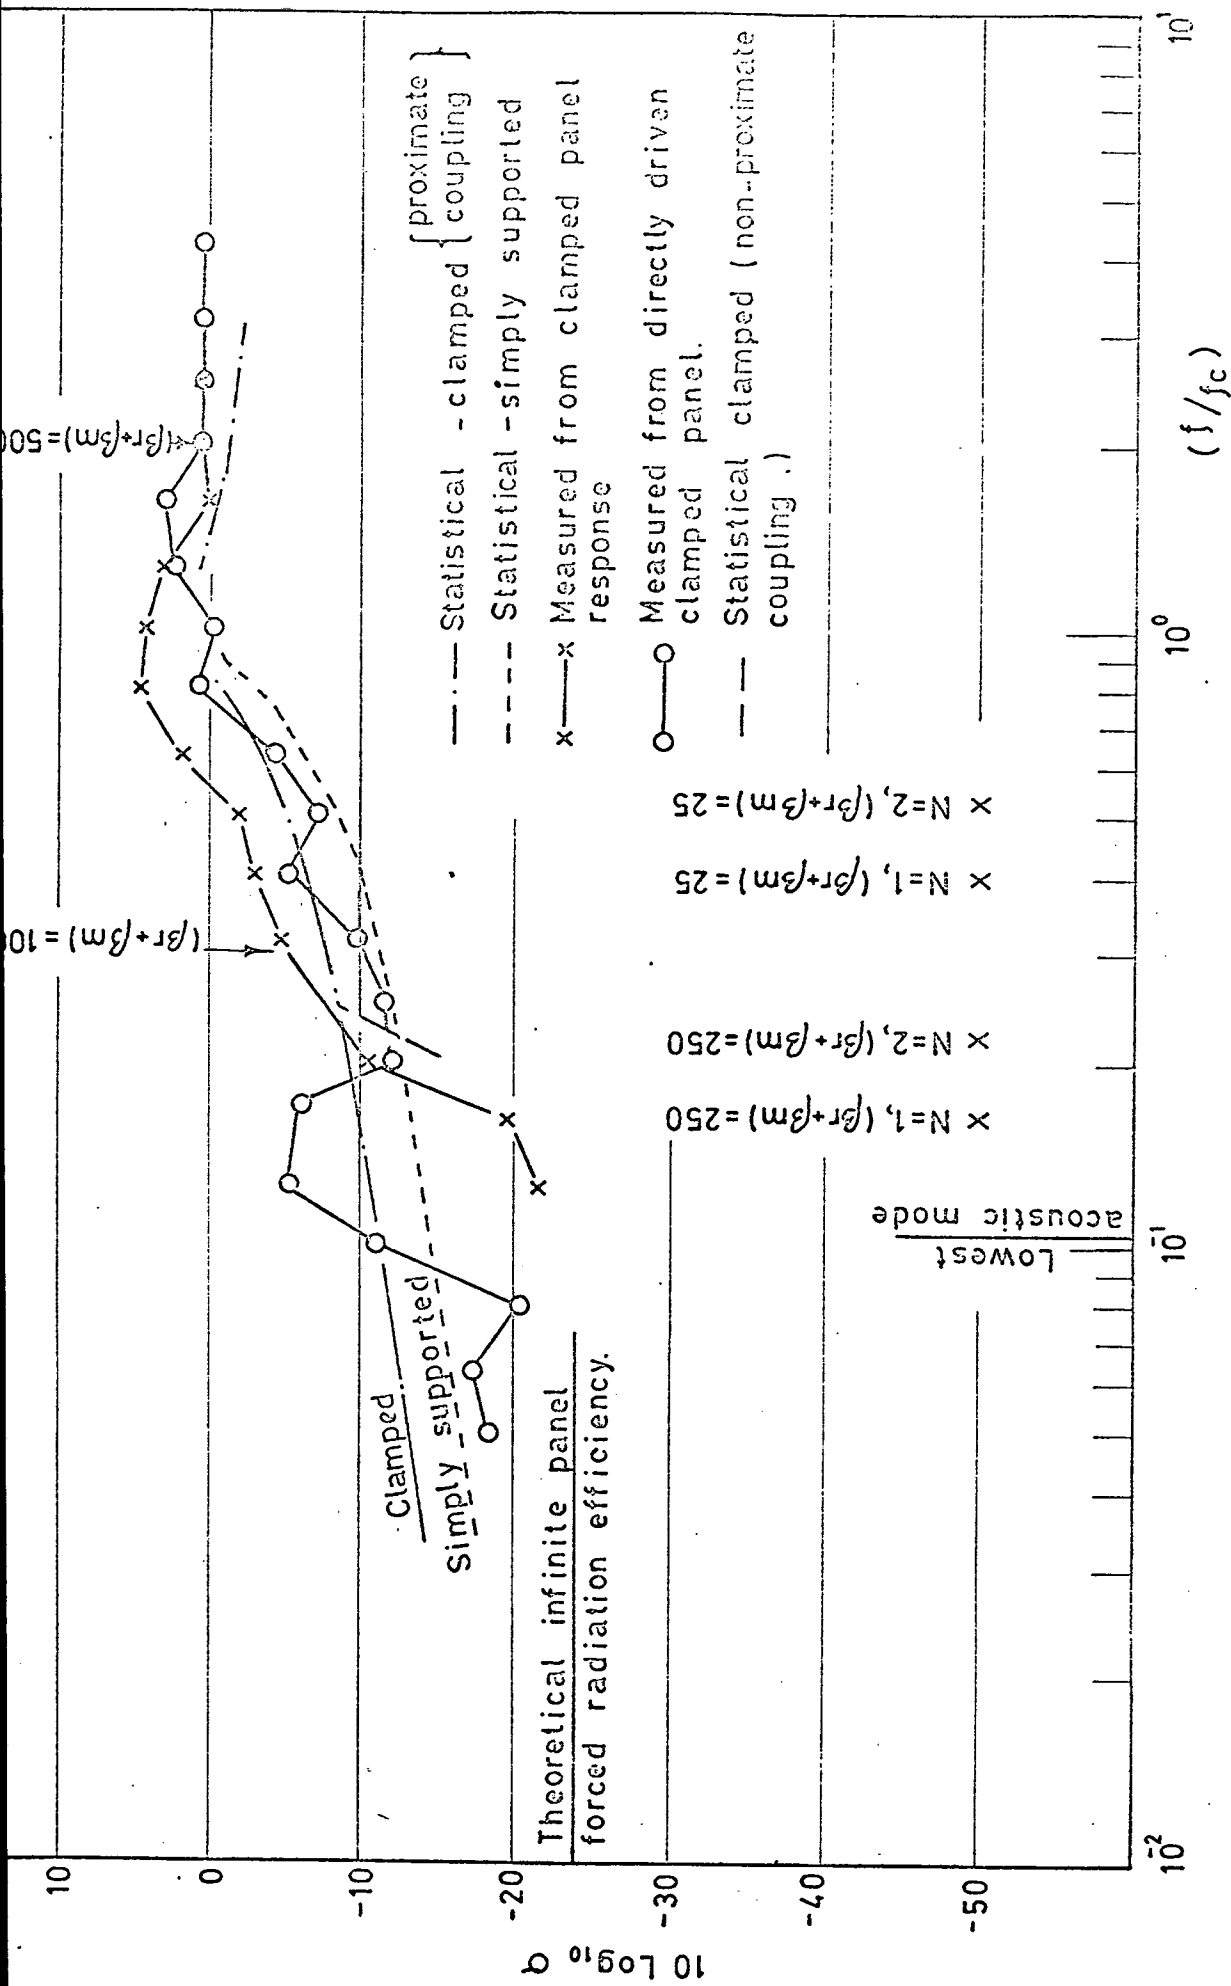 10 Log₁₀ σ
10
0
-10
-20
-30
-40
-50
10⁻²
10⁻¹
10⁰
10¹
(f/fc)
(βr+βm)=100
(βr+βm)=500
Clamped
Simply supported
Theoretical infinite panel
forced radiation efficiency.
Statistical - clamped {proximate
coupling}
Statistical - simply supported
Measured from clamped panel
response
Measured from directly driven
clamped panel.
Statistical clamped (non-proximate
coupling.)
Lowest
acoustic mode
X N=1, (βr+βm)=250
X N=2, (βr+βm)=250
X N=1, (βr+βm)=25
X N=2, (βr+βm)=25